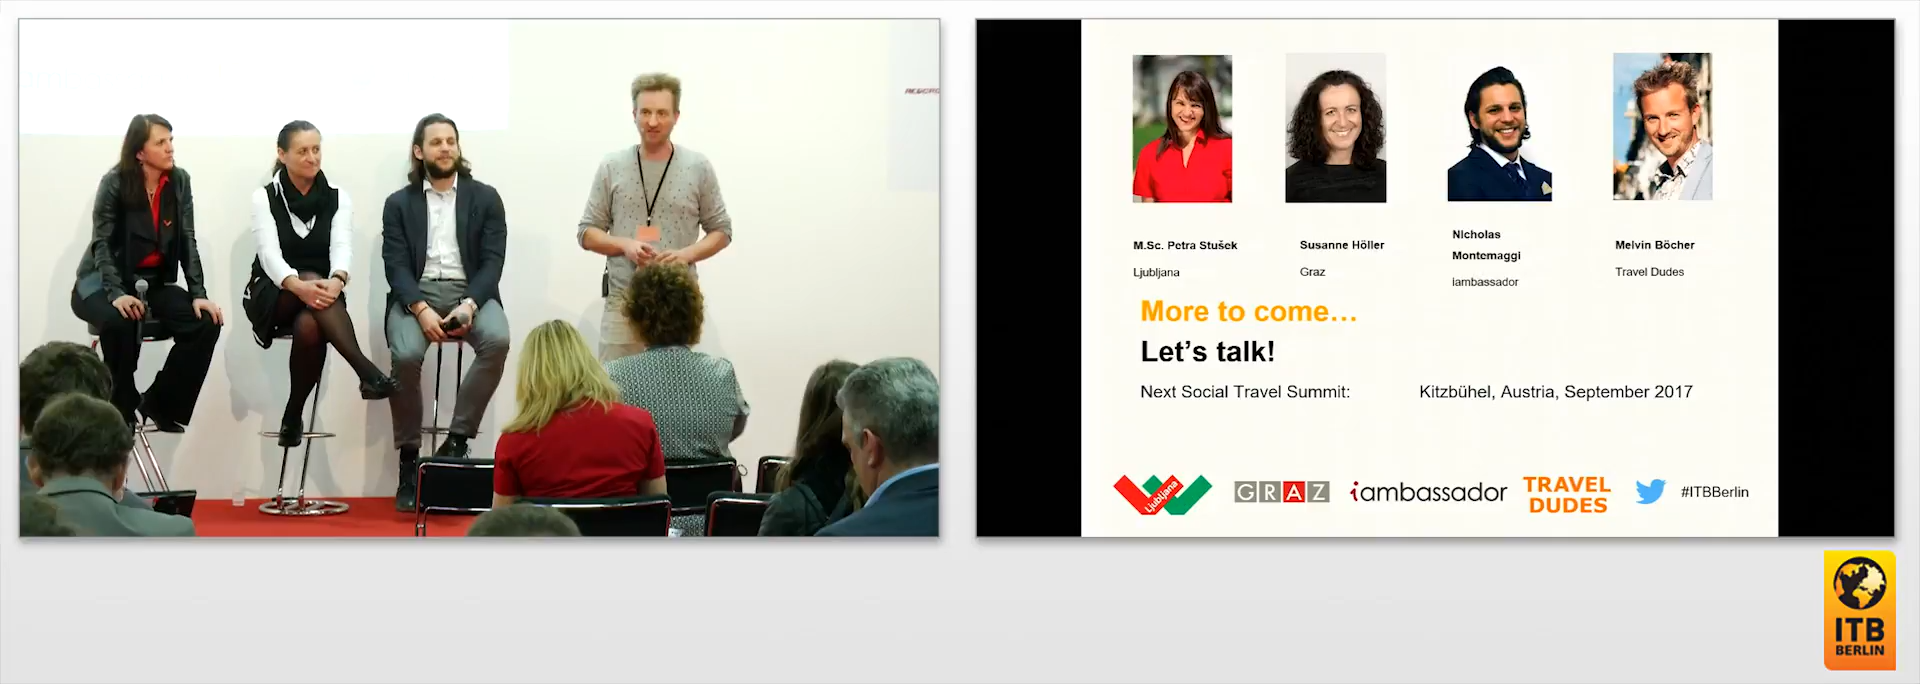 M.Sc. Petra Stušek
Ljubljana
Susanne Höller
Graz
Nicholas
Montemaggi
iambassador
Melvin Böcher
Travel Dudes
More to come…
Let’s talk!
Next Social Travel Summit: Kitzbühel, Austria, September 2017
Ljubljana
GRAZ
iambassador
TRAVEL
DUDES
#ITBBerlin
ITB
BERLIN